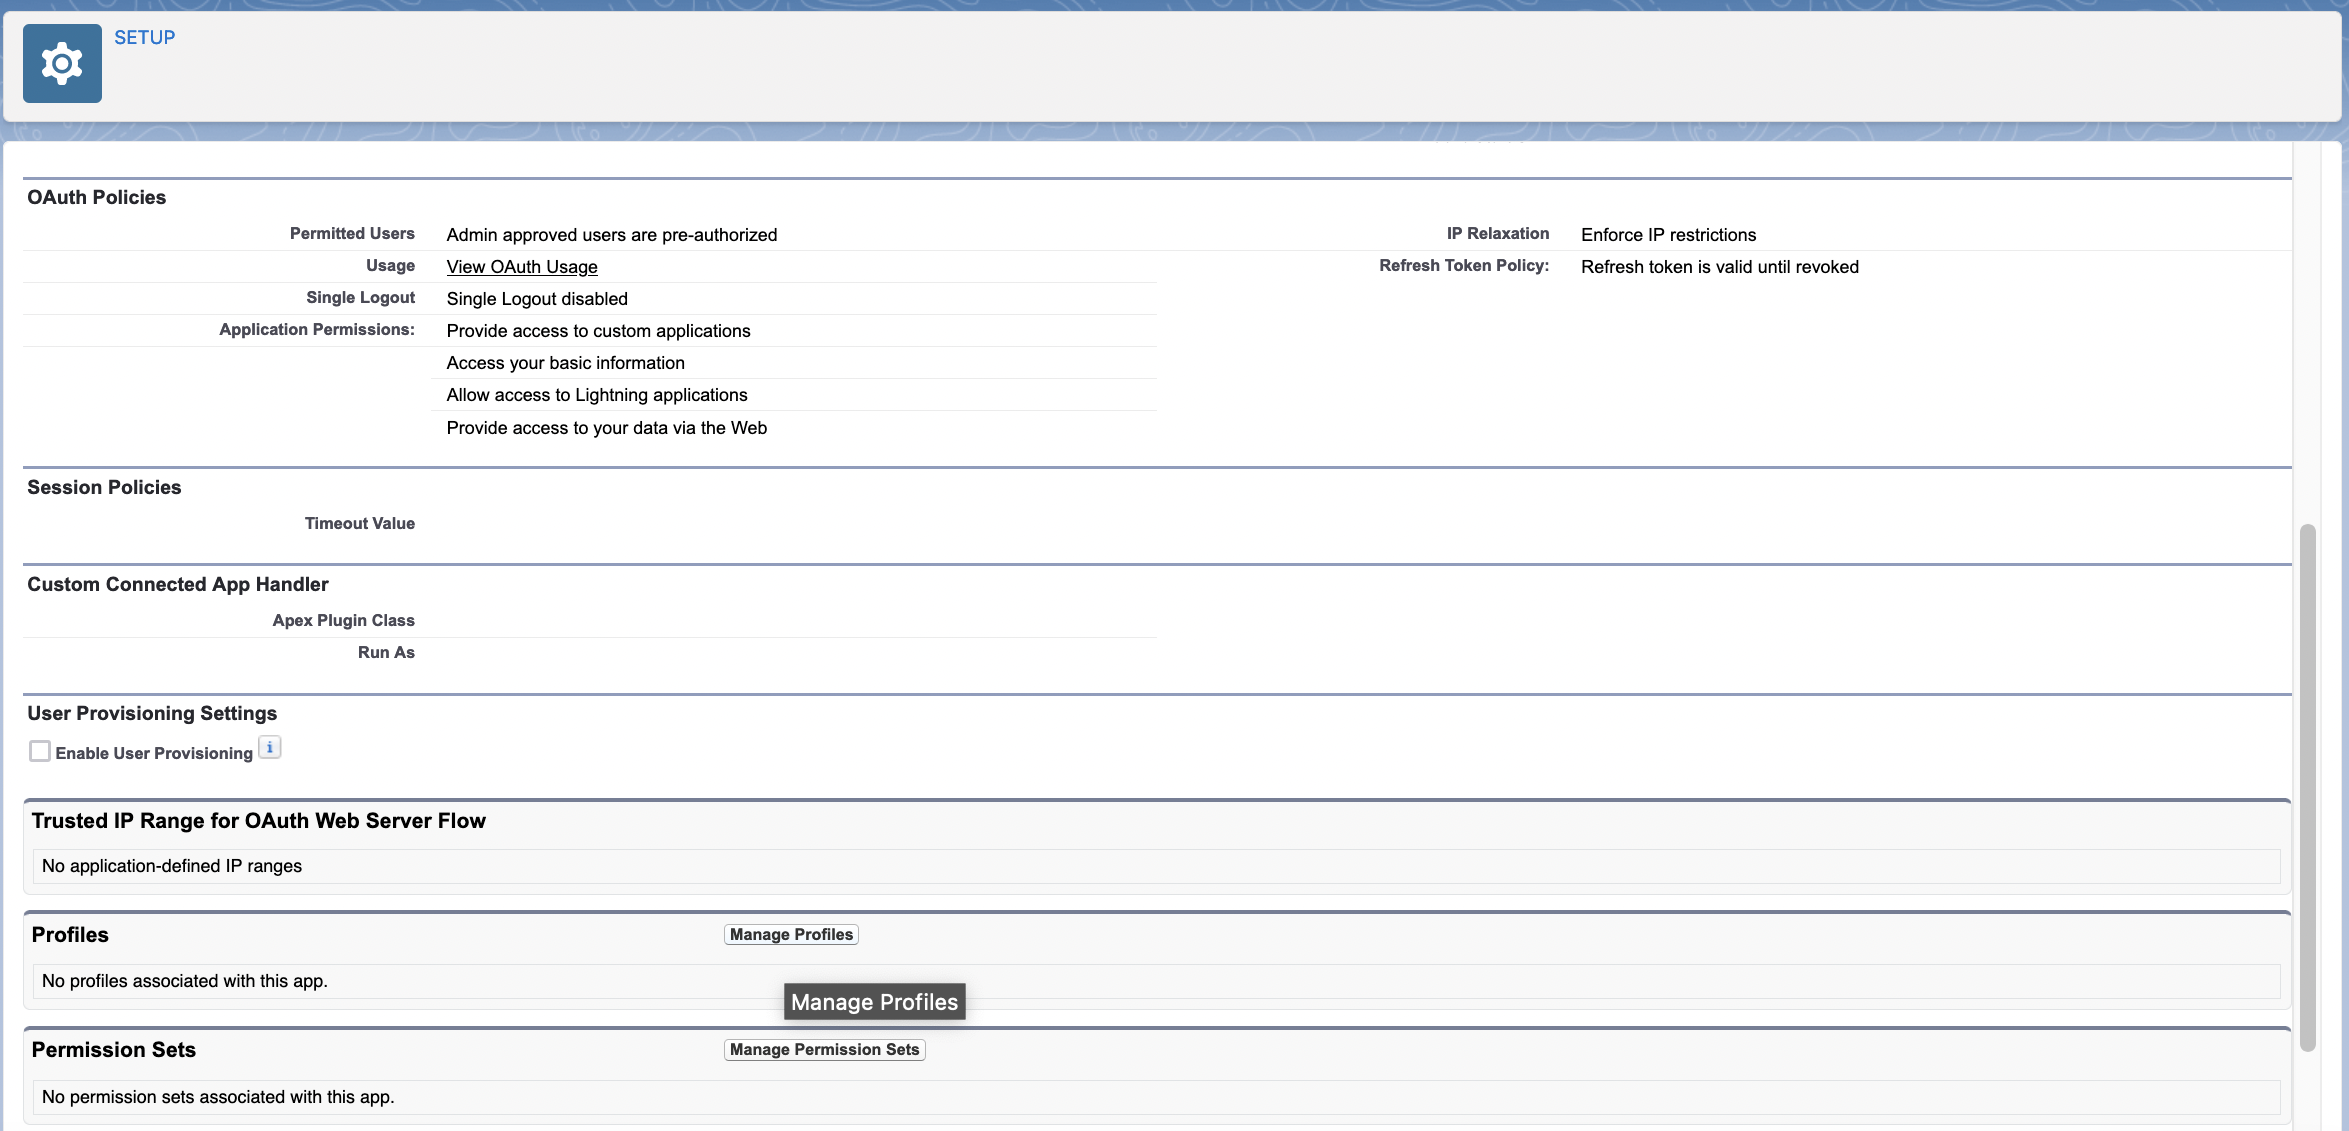 SETUP
OAuth Policies
Permitted Users Admin approved users are pre-authorized IP Relaxation Enforce IP restrictions
Usage View OAuth Usage Refresh Token Policy: Refresh token is valid until revoked
Single Logout Single Logout disabled
Application Permissions: Provide access to custom applications
Access your basic information
Allow access to Lightning applications
Provide access to your data via the Web
Session Policies
Timeout Value
Custom Connected App Handler
Apex Plugin Class
Run As
User Provisioning Settings
Enable User Provisioning i
Trusted IP Range for OAuth Web Server Flow
No application-defined IP ranges
Profiles Manage Profiles
No profiles associated with this app.
Manage Profiles
Permission Sets Manage Permission Sets
No permission sets associated with this app.